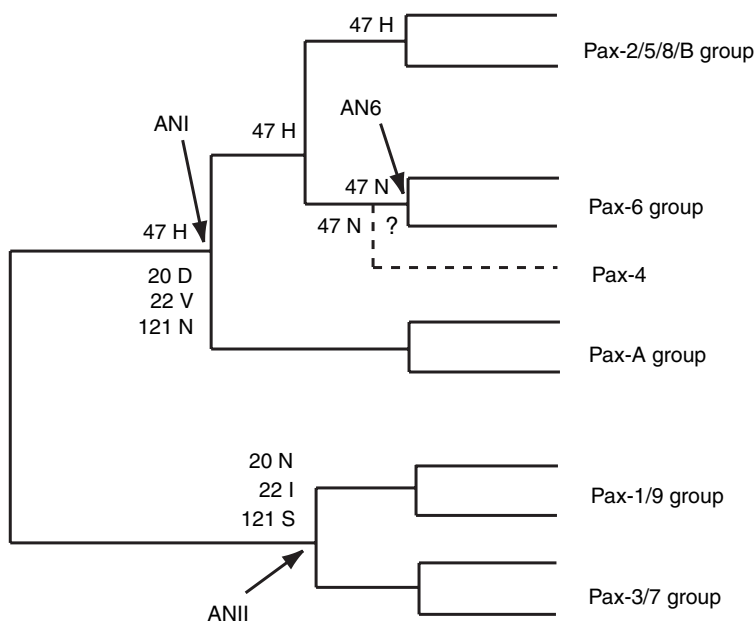 47 H
Pax-2/5/8/B group
ANI
AN6
47 H
47 N
Pax-6 group
47 N
?
47 H
20 D
22 V
121 N
Pax-4
Pax-A group
20 N
22 I
121 S
Pax-1/9 group
Pax-3/7 group
ANII